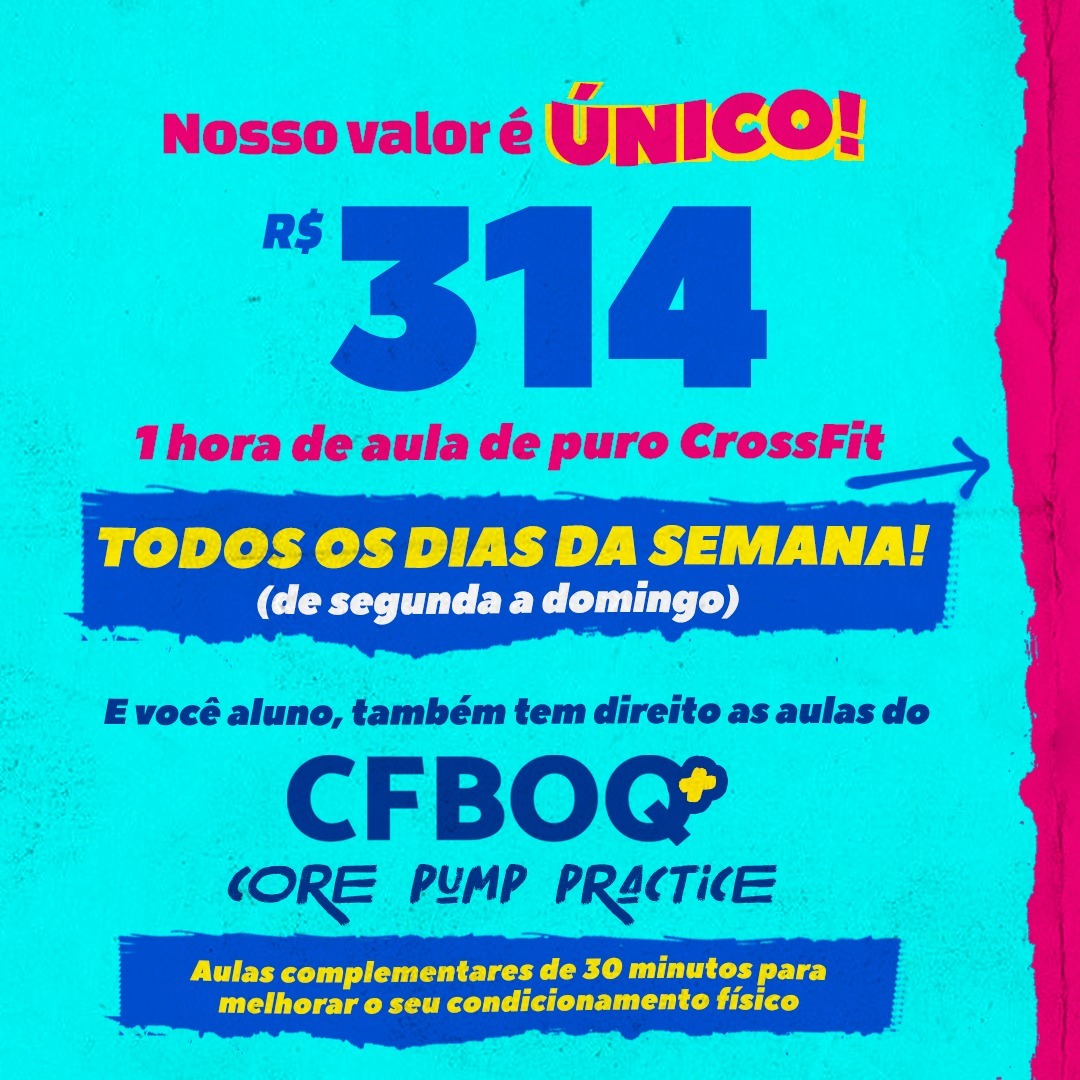 Nosso valor é ÚNICO!
R$ 314
1 hora de aula de puro CrossFit
TODOS OS DIAS DA SEMANA!
(de segunda a domingo)
E você aluno, também tem direito as aulas do
CFBOQ+
CORE PUMP PRACTICE
Aulas complementares de 30 minutos para
melhorar o seu condicionamento físico